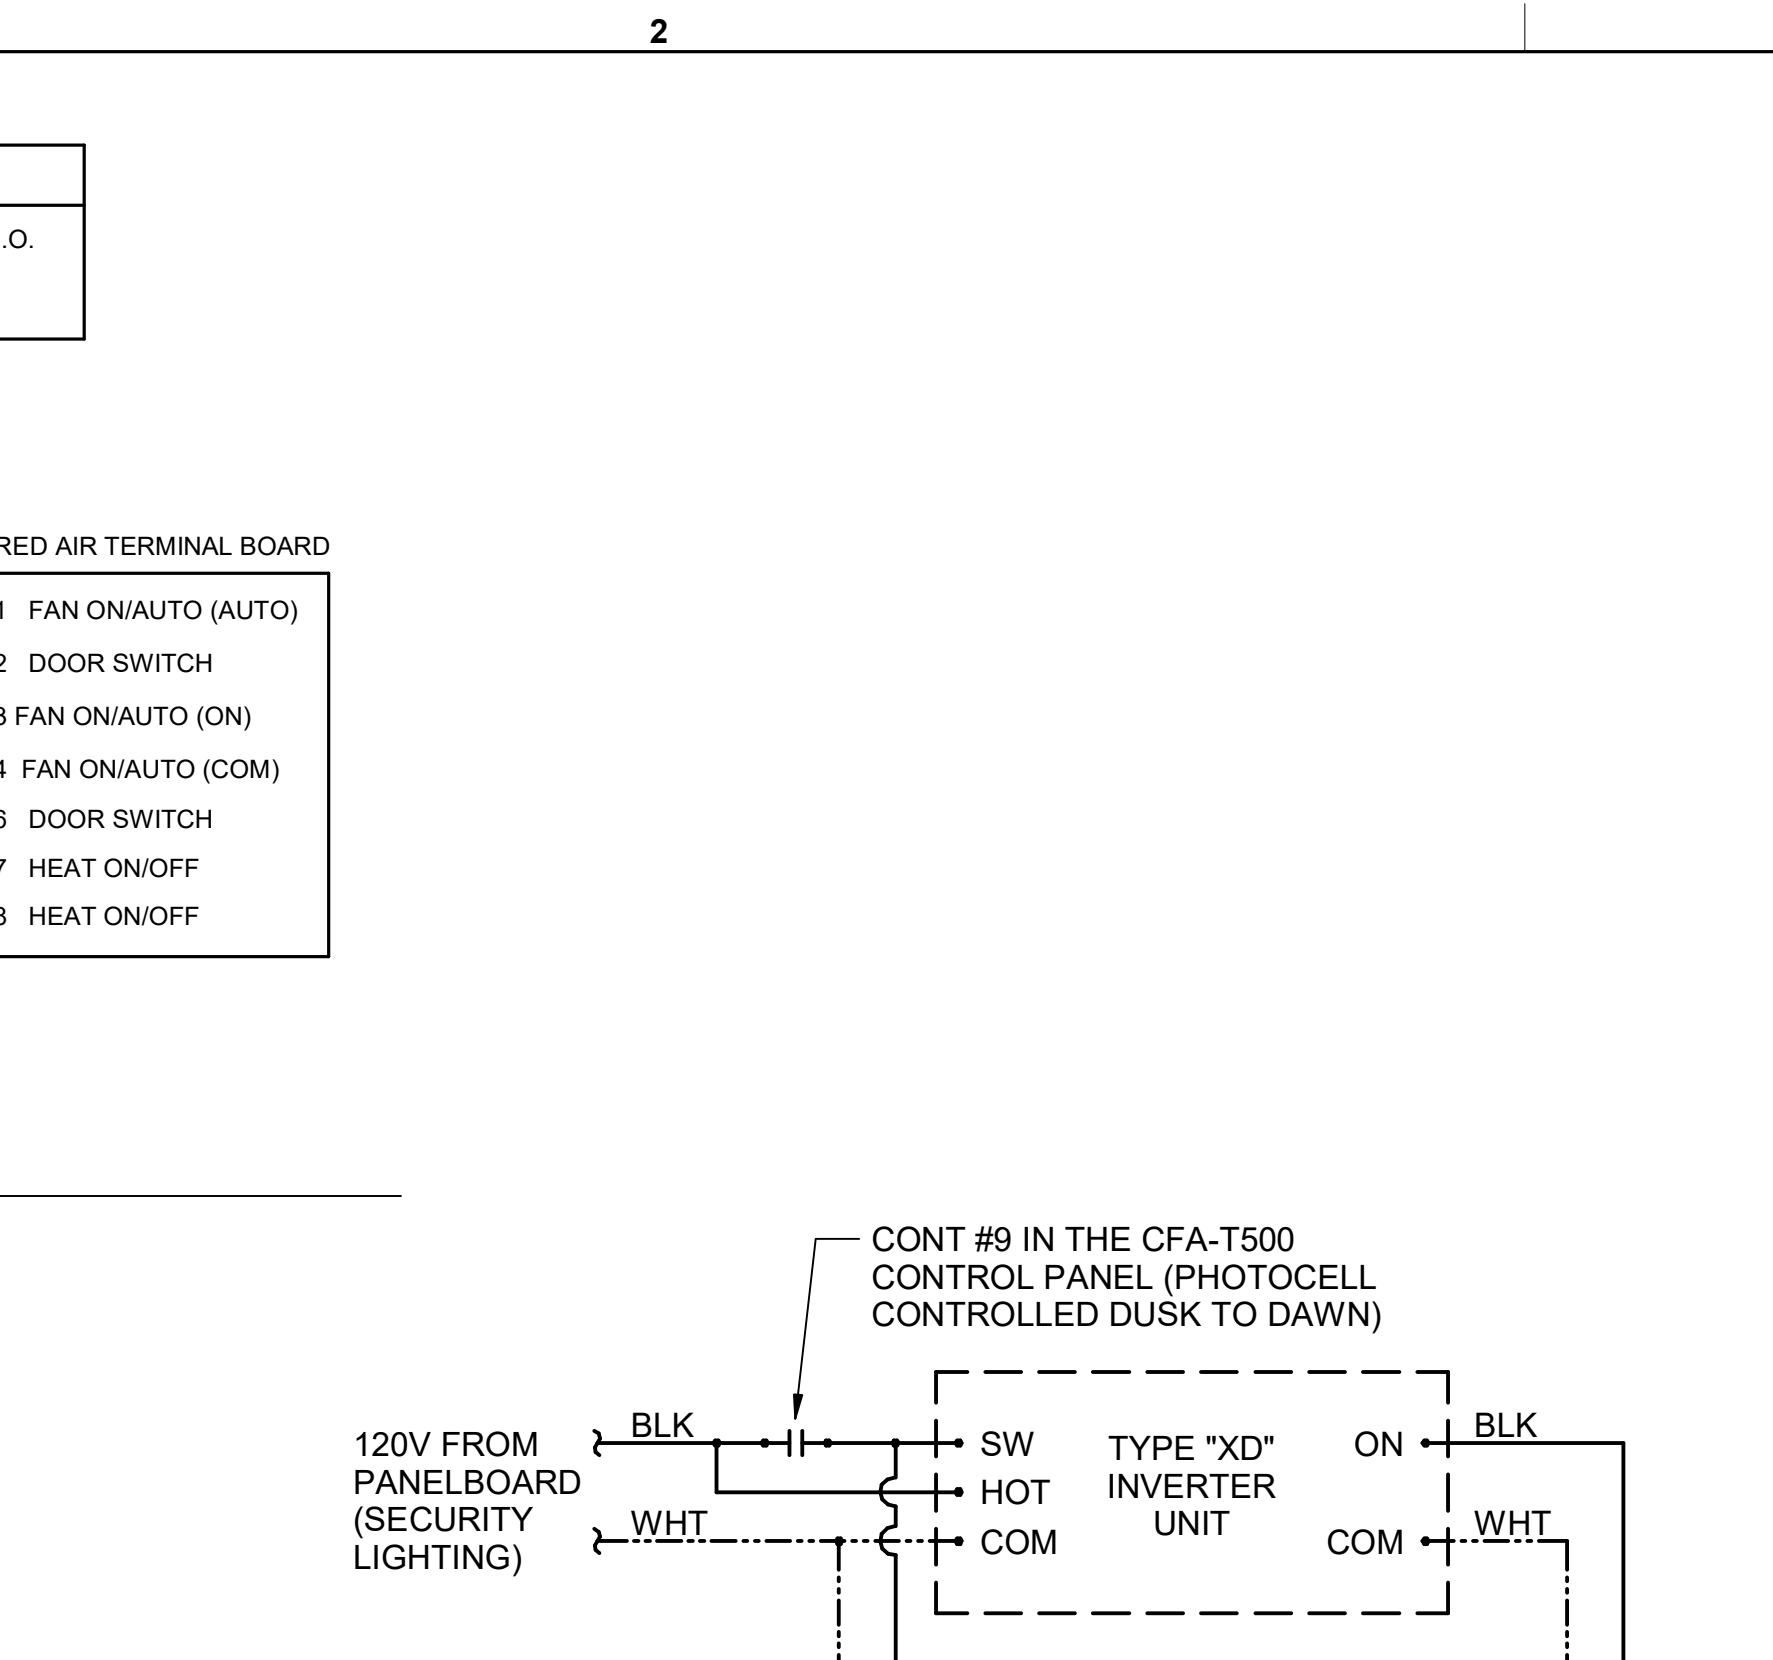 2
.O.
RED AIR TERMINAL BOARD
1 FAN ON/AUTO (AUTO)
2 DOOR SWITCH
3 FAN ON/AUTO (ON)
4 FAN ON/AUTO (COM)
6 DOOR SWITCH
7 HEAT ON/OFF
8 HEAT ON/OFF
CONT #9 IN THE CFA-T500
CONTROL PANEL (PHOTOCELL
CONTROLLED DUSK TO DAWN)
120V FROM
PANELBOARD
(SECURITY
LIGHTING)
BLK
WHT
SW
HOT
COM
TYPE "XD"
INVERTER
UNIT
ON
COM
BLK
WHT